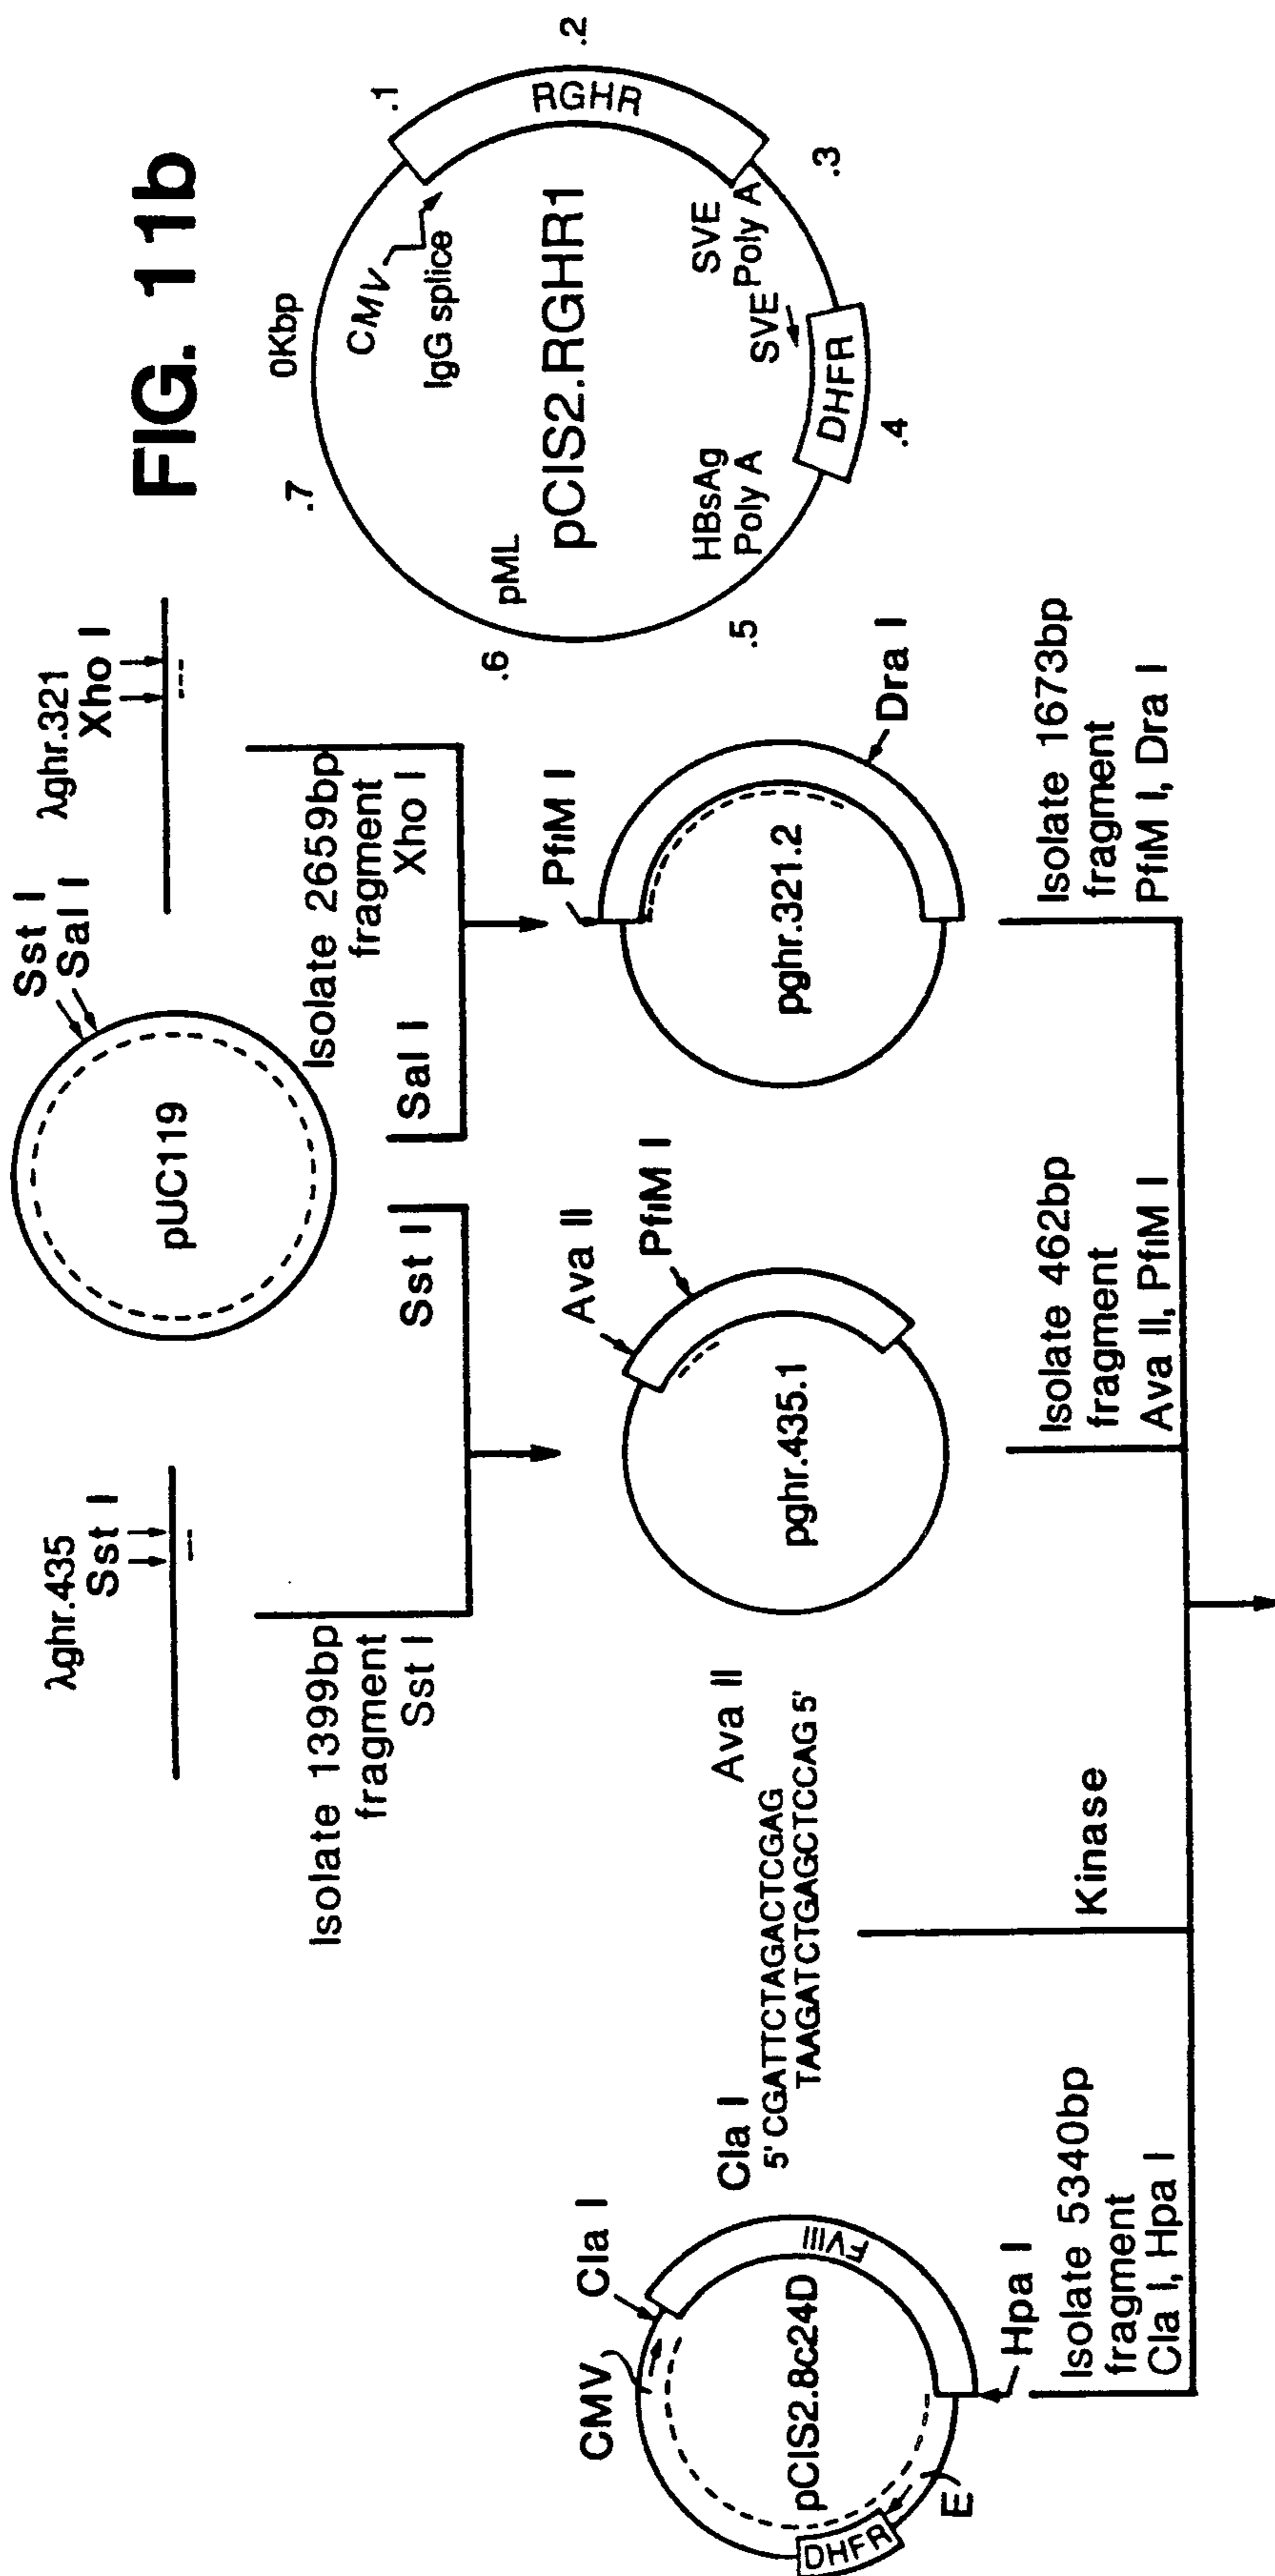 FIG. 11b
λghr.435
Sst I
Isolate 1399bp
fragment
Sst I
pUC119
Sst I
Sal I
Sst I
Sal I
λghr.321
Xho I
Isolate 2659bp
fragment
Xho I
CMV
Cla I
FVIII
pCIS2.8c24D
DHFR
E
Hpa I
Isolate 5340bp
fragment
Cla I, Hpa I
Cla I
Ava II
5' CGATTCTAGACTCGAG
TAAGATCTGAGCTCCAG 5'
Kinase
Ava II
PflM I
pghr.435.1
Isolate 462bp
fragment
Ava II, PflM I
PflM I
pghr.321.2
Dra I
Isolate 1673bp
fragment
PflM I, Dra I
0Kbp
.1
.2
.3
.4
.5
.6
.7
CMV
IgG splice
RGHR
pCIS2.RGHR1
pML
SVE
Poly A
SVE
DHFR
HBsAg
Poly A